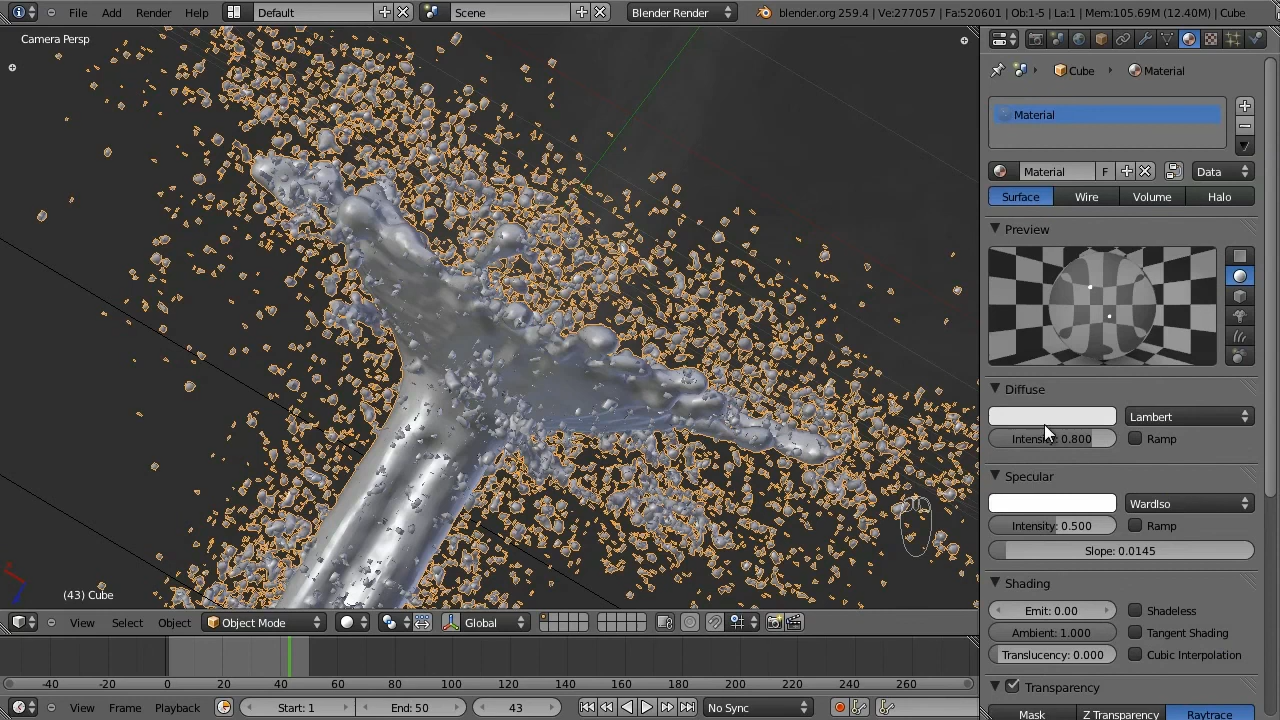 File Add Render Help Default Scene Blender Render blender.org 259.4 | Ve:277057 | Fa:520601 | Ob:1-5 | La:1 | Mem:105.69M (12.40M) | Cube
Camera Persp
Cube Material
Material
Material F Data
Surface Wire Volume Halo
Preview
Diffuse
Lambert
Intensity: 0.800 Ramp
Specular
WardIso
Intensity: 0.500 Ramp
Slope: 0.0145
Shading
(43) Cube
Emit: 0.00 Shadeless
View Select Object Object Mode Global
Ambient: 1.000 Tangent Shading
Translucency: 0.000 Cubic Interpolation
-40 -20 0 20 40 60 80 100 120 140 160 180 200 220 240 260
Transparency
View Frame Playback Start: 1 End: 50 43 No Sync
Mask Z Transparency Raytrace